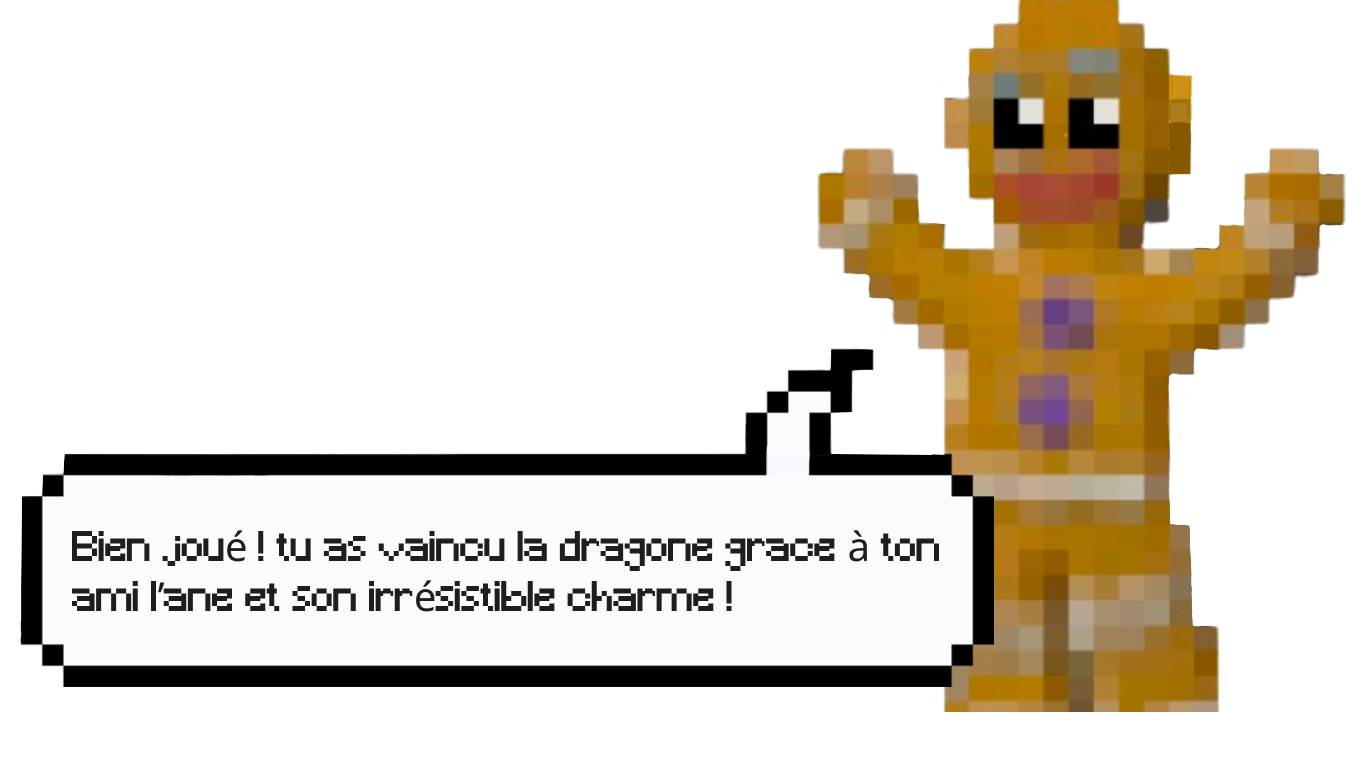 Bien joué ! tu as vaincu la dragone grace à ton
ami l'ane et son irrésistible charme !